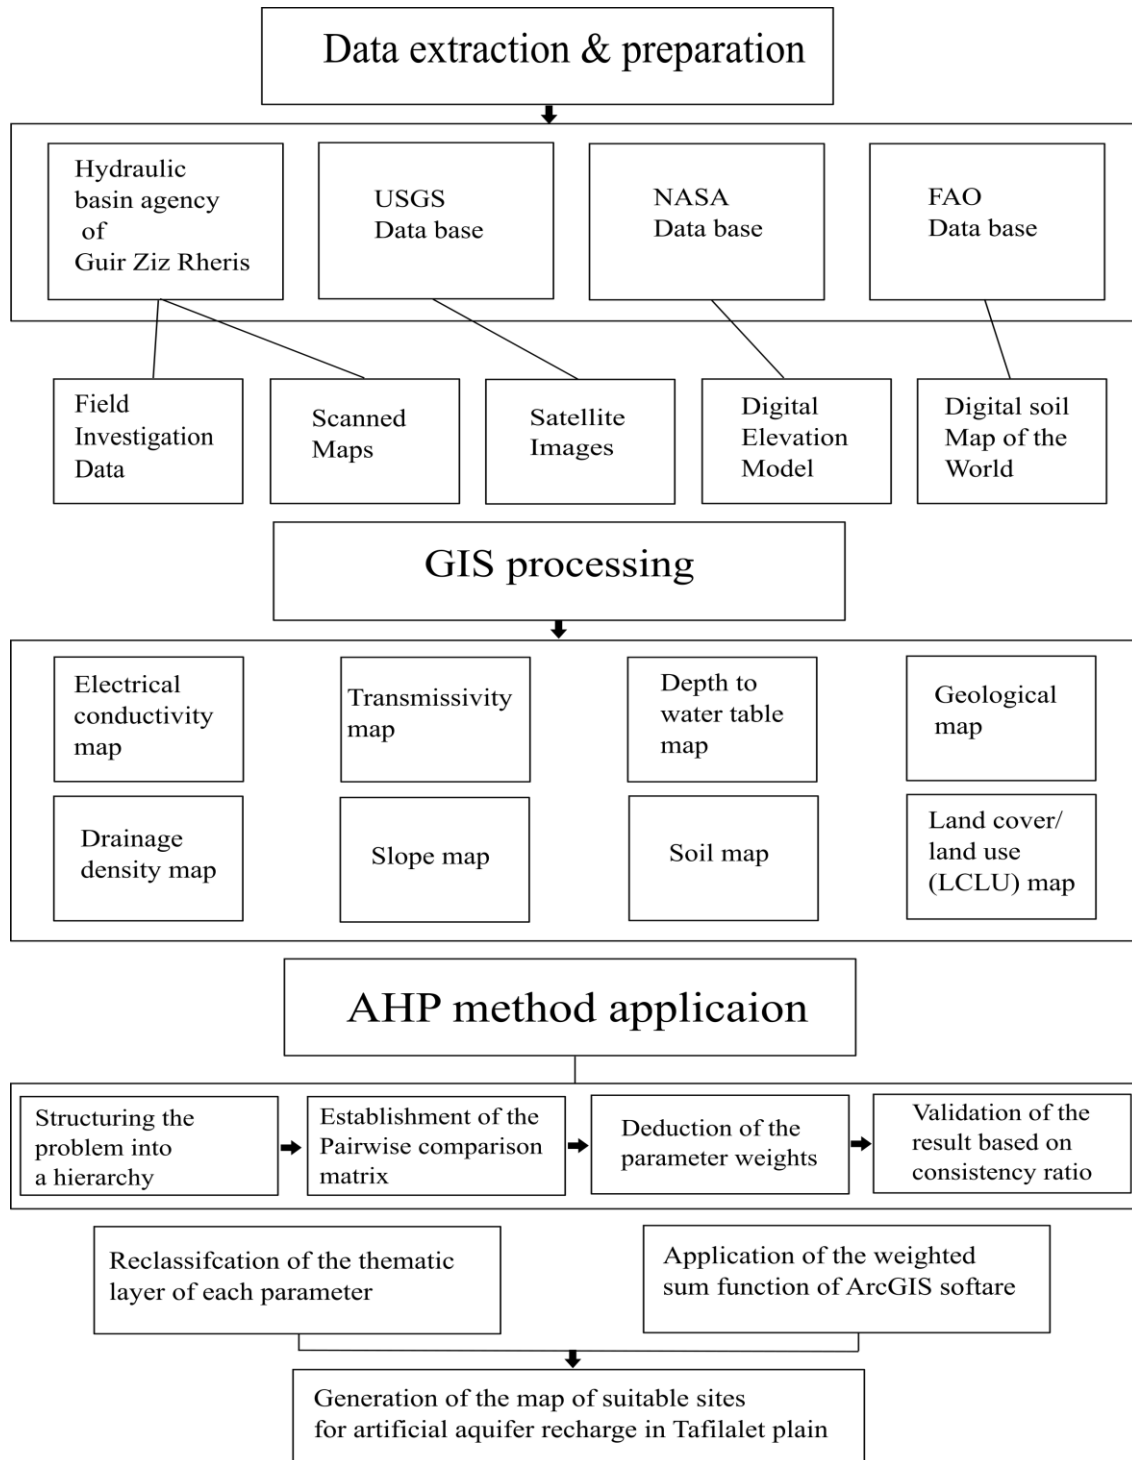 Data extraction & preparation
Hydraulic
basin agency
of
Guir Ziz Rheris
USGS
Data base
NASA
Data base
FAO
Data base
Field
Investigation
Data
Scanned
Maps
Satellite
Images
Digital
Elevation
Model
Digital soil
Map of the
World
GIS processing
Electrical
conductivity
map
Transmissivity
map
Depth to
water table
map
Geological
map
Drainage
density map
Slope map
Soil map
Land cover/
land use
(LCLU) map
AHP method applicaion
Structuring the
problem into
a hierarchy
Establishment of the
Pairwise comparison
matrix
Deduction of the
parameter weights
Validation of the
result based on
consistency ratio
Reclassifcation of the thematic
layer of each parameter
Application of the weighted
sum function of ArcGIS softare
Generation of the map of suitable sites
for artificial aquifer recharge in Tafilalet plain